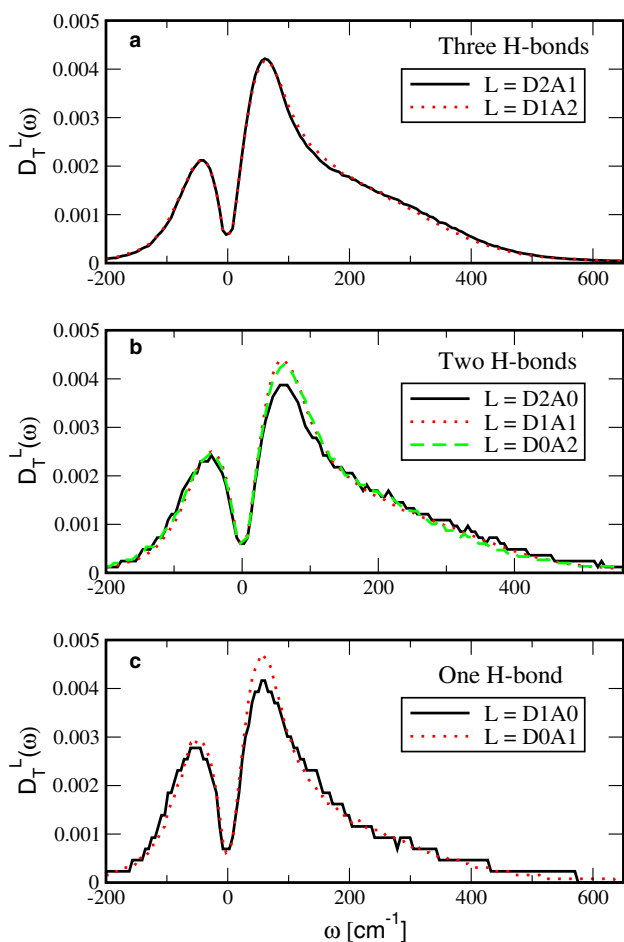 a
Three H-bonds
L = D2A1
L = D1A2
D_T^L(ω)
0.005
0.004
0.003
0.002
0.001
0
-200 0 200 400 600
b
Two H-bonds
L = D2A0
L = D1A1
L = D0A2
D_T^L(ω)
0.005
0.004
0.003
0.002
0.001
0
-200 0 200 400
c
One H-bond
L = D1A0
L = D0A1
D_T^L(ω)
0.005
0.004
0.003
0.002
0.001
0
-200 0 200 400 600
ω [cm⁻¹]